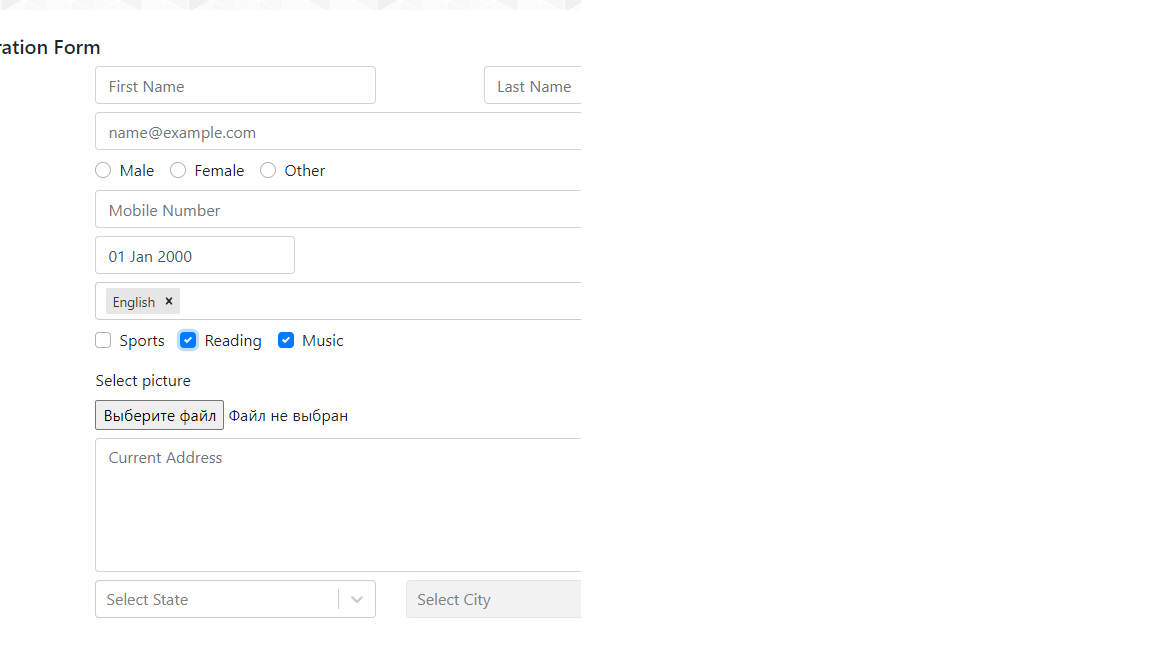 ration Form
First Name Last Name
name@example.com
Male Female Other
Mobile Number
01 Jan 2000
English ×
Sports Reading Music
Select picture
Выберите файл Файл не выбран
Current Address
Select State Select City